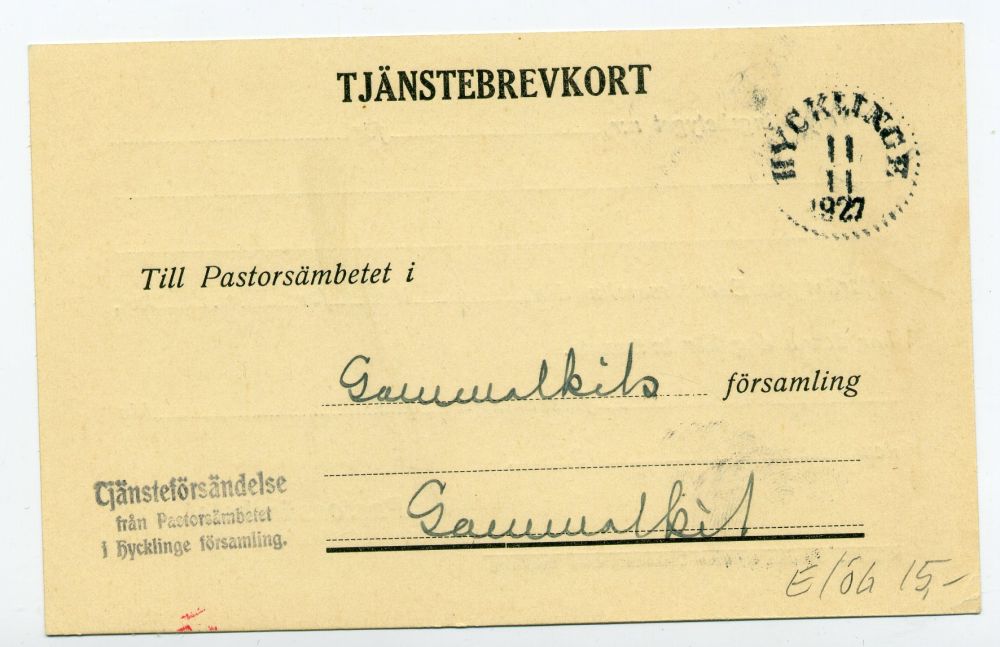 TJÄNSTEBREVKORT
HYCKLINGE
11
11
1927
Till Pastorsämbetet i
Gammalkils församling
Tjänsteförsändelse
från Pastorsämbetet
i Hycklinge församling.
Gammalkil
E/ÖG 15,-